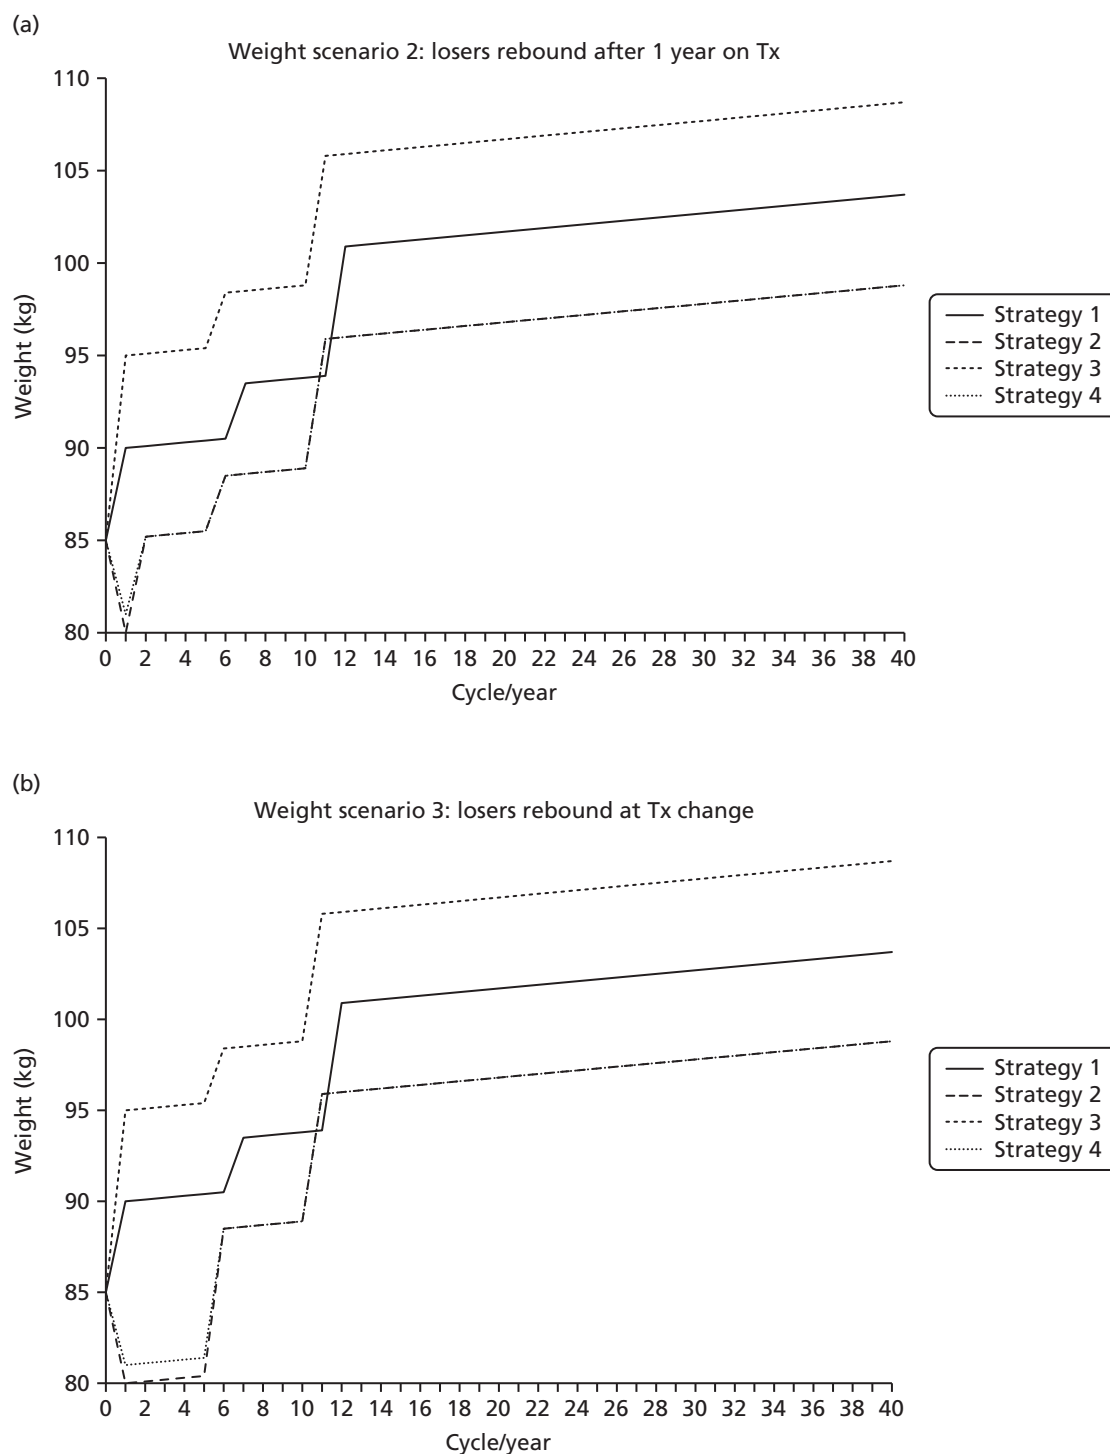 (a)
Weight scenario 2: losers rebound after 1 year on Tx
110
105
100
95
90
85
80
Weight (kg)
0 2 4 6 8 10 12 14 16 18 20 22 24 26 28 30 32 34 36 38 40
Cycle/year
Strategy 1
Strategy 2
Strategy 3
Strategy 4
(b)
Weight scenario 3: losers rebound at Tx change
110
105
100
95
90
85
80
Weight (kg)
0 2 4 6 8 10 12 14 16 18 20 22 24 26 28 30 32 34 36 38 40
Cycle/year
Strategy 1
Strategy 2
Strategy 3
Strategy 4